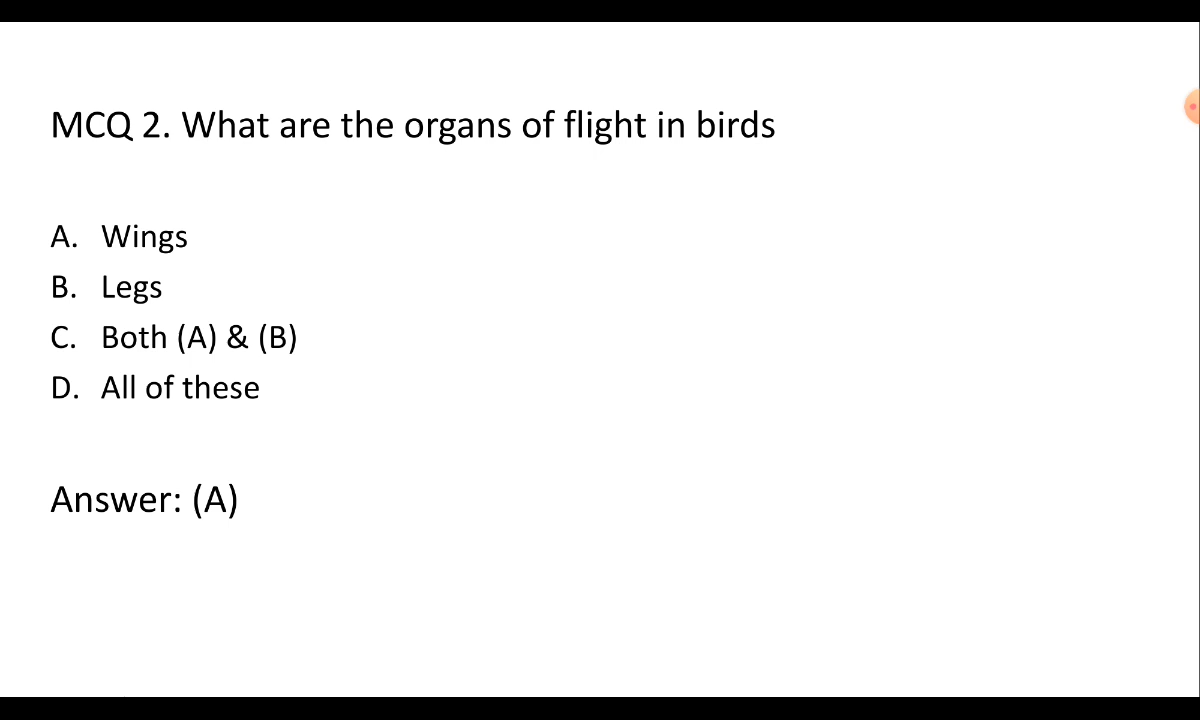 MCQ 2. What are the organs of flight in birds
A. Wings
B. Legs
C. Both (A) & (B)
D. All of these
Answer: (A)